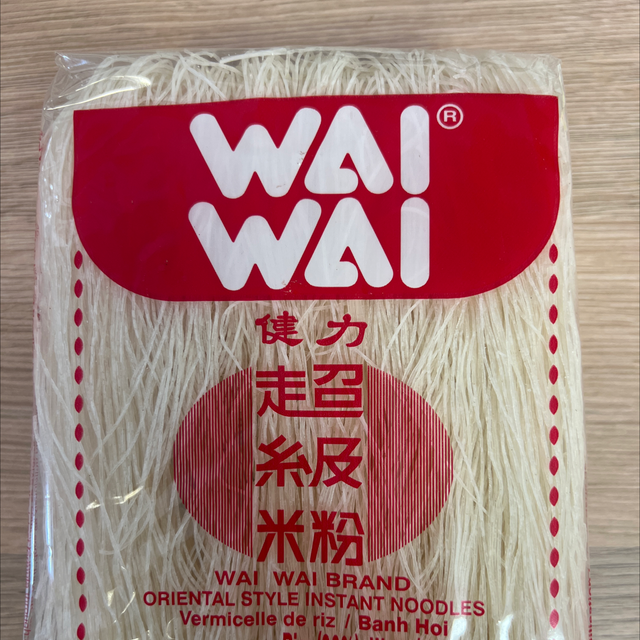 WAI®
WAI
健力
超
級
米粉
WAI WAI BRAND
ORIENTAL STYLE INSTANT NOODLES
Vermicelle de riz / Banh Hoi